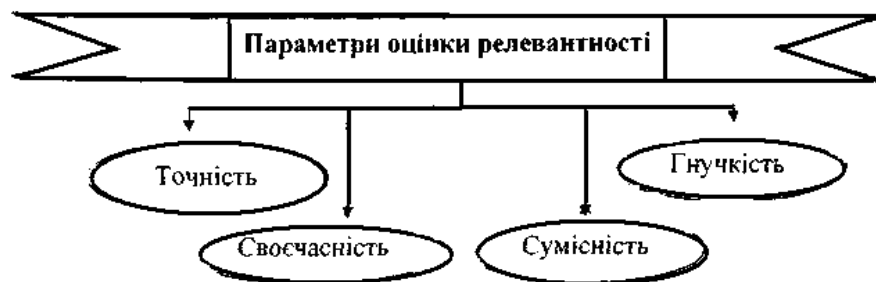 Параметри оцінки релевантності
Точність
Гнучкість
Своєчасність
Сумісність